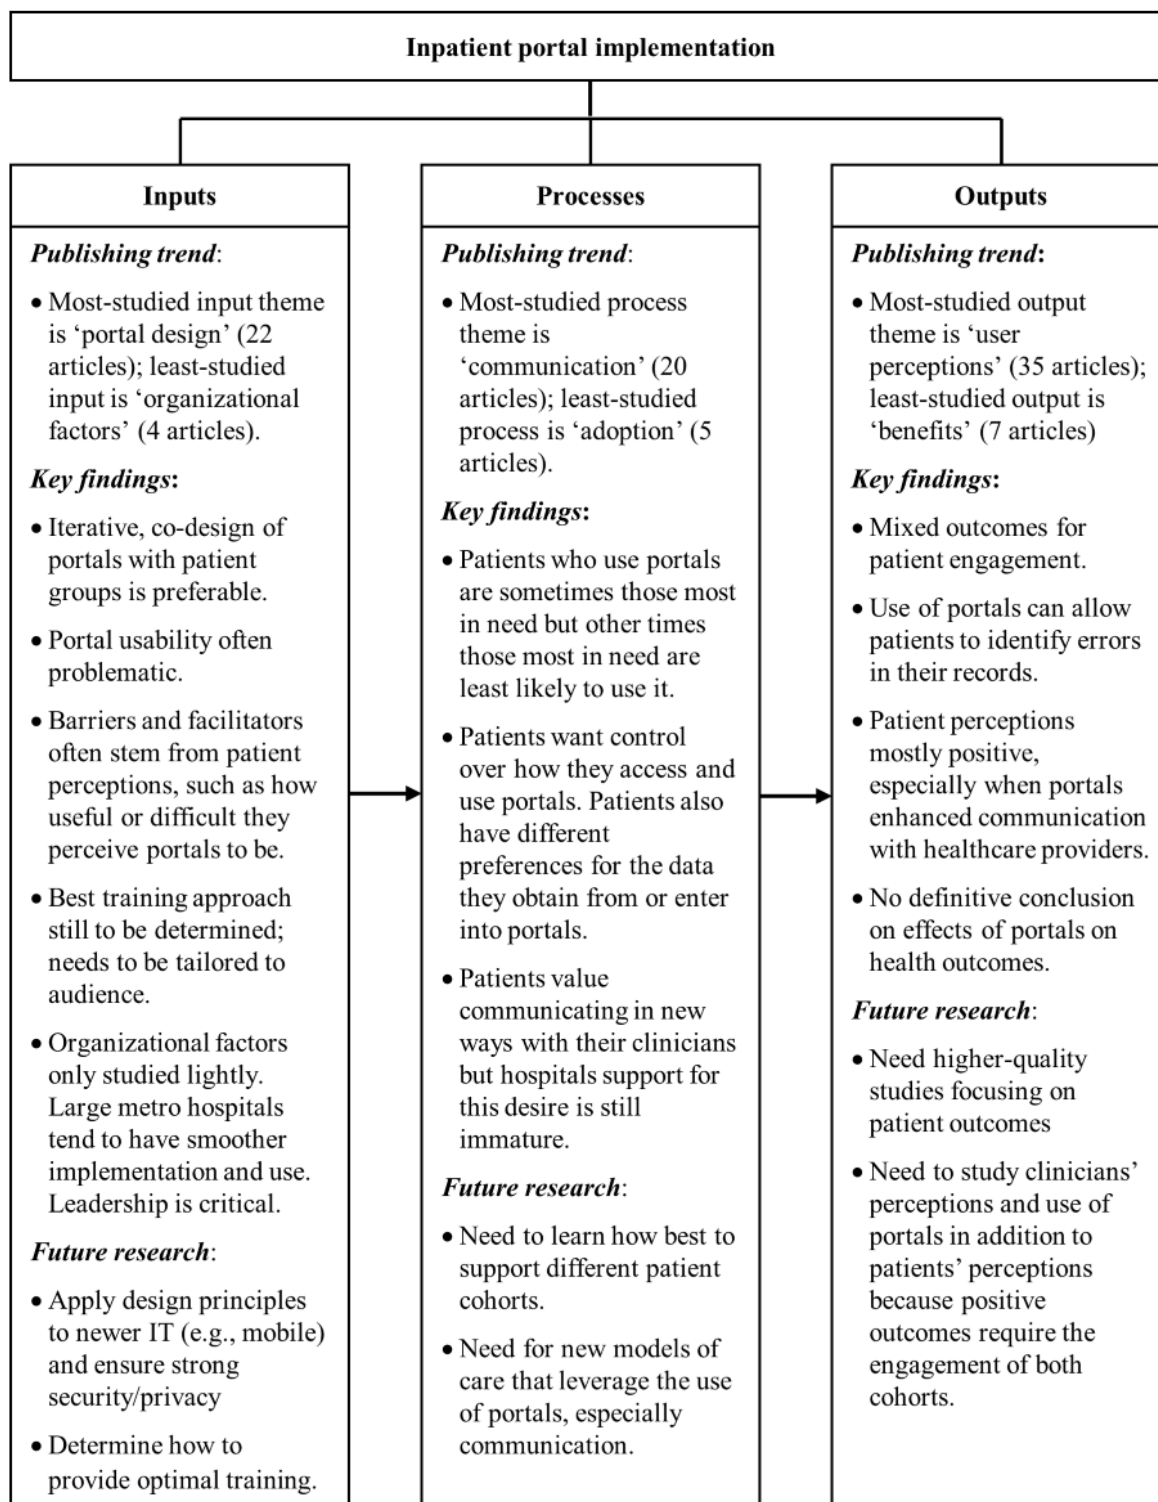 Inpatient portal implementation
Inputs
Publishing trend:
• Most-studied input theme
is ‘portal design’ (22
articles); least-studied
input is ‘organizational
factors’ (4 articles).
Key findings:
• Iterative, co-design of
portals with patient
groups is preferable.
• Portal usability often
problematic.
• Barriers and facilitators
often stem from patient
perceptions, such as how
useful or difficult they
perceive portals to be.
• Best training approach
still to be determined;
needs to be tailored to
audience.
• Organizational factors
only studied lightly.
Large metro hospitals
tend to have smoother
implementation and use.
Leadership is critical.
Future research:
• Apply design principles
to newer IT (e.g., mobile)
and ensure strong
security/privacy
• Determine how to
provide optimal training.
Processes
Publishing trend:
• Most-studied process
theme is
‘communication’ (20
articles); least-studied
process is ‘adoption’ (5
articles).
Key findings:
• Patients who use portals
are sometimes those most
in need but other times
those most in need are
least likely to use it.
• Patients want control
over how they access and
use portals. Patients also
have different
preferences for the data
they obtain from or enter
into portals.
• Patients value
communicating in new
ways with their clinicians
but hospitals support for
this desire is still
immature.
Future research:
• Need to learn how best to
support different patient
cohorts.
• Need for new models of
care that leverage the use
of portals, especially
communication.
Outputs
Publishing trend:
• Most-studied output
theme is ‘user
perceptions’ (35 articles);
least-studied output is
‘benefits’ (7 articles)
Key findings:
• Mixed outcomes for
patient engagement.
• Use of portals can allow
patients to identify errors
in their records.
• Patient perceptions
mostly positive,
especially when portals
enhanced communication
with healthcare providers.
• No definitive conclusion
on effects of portals on
health outcomes.
Future research:
• Need higher-quality
studies focusing on
patient outcomes
• Need to study clinicians’
perceptions and use of
portals in addition to
patients’ perceptions
because positive
outcomes require the
engagement of both
cohorts.